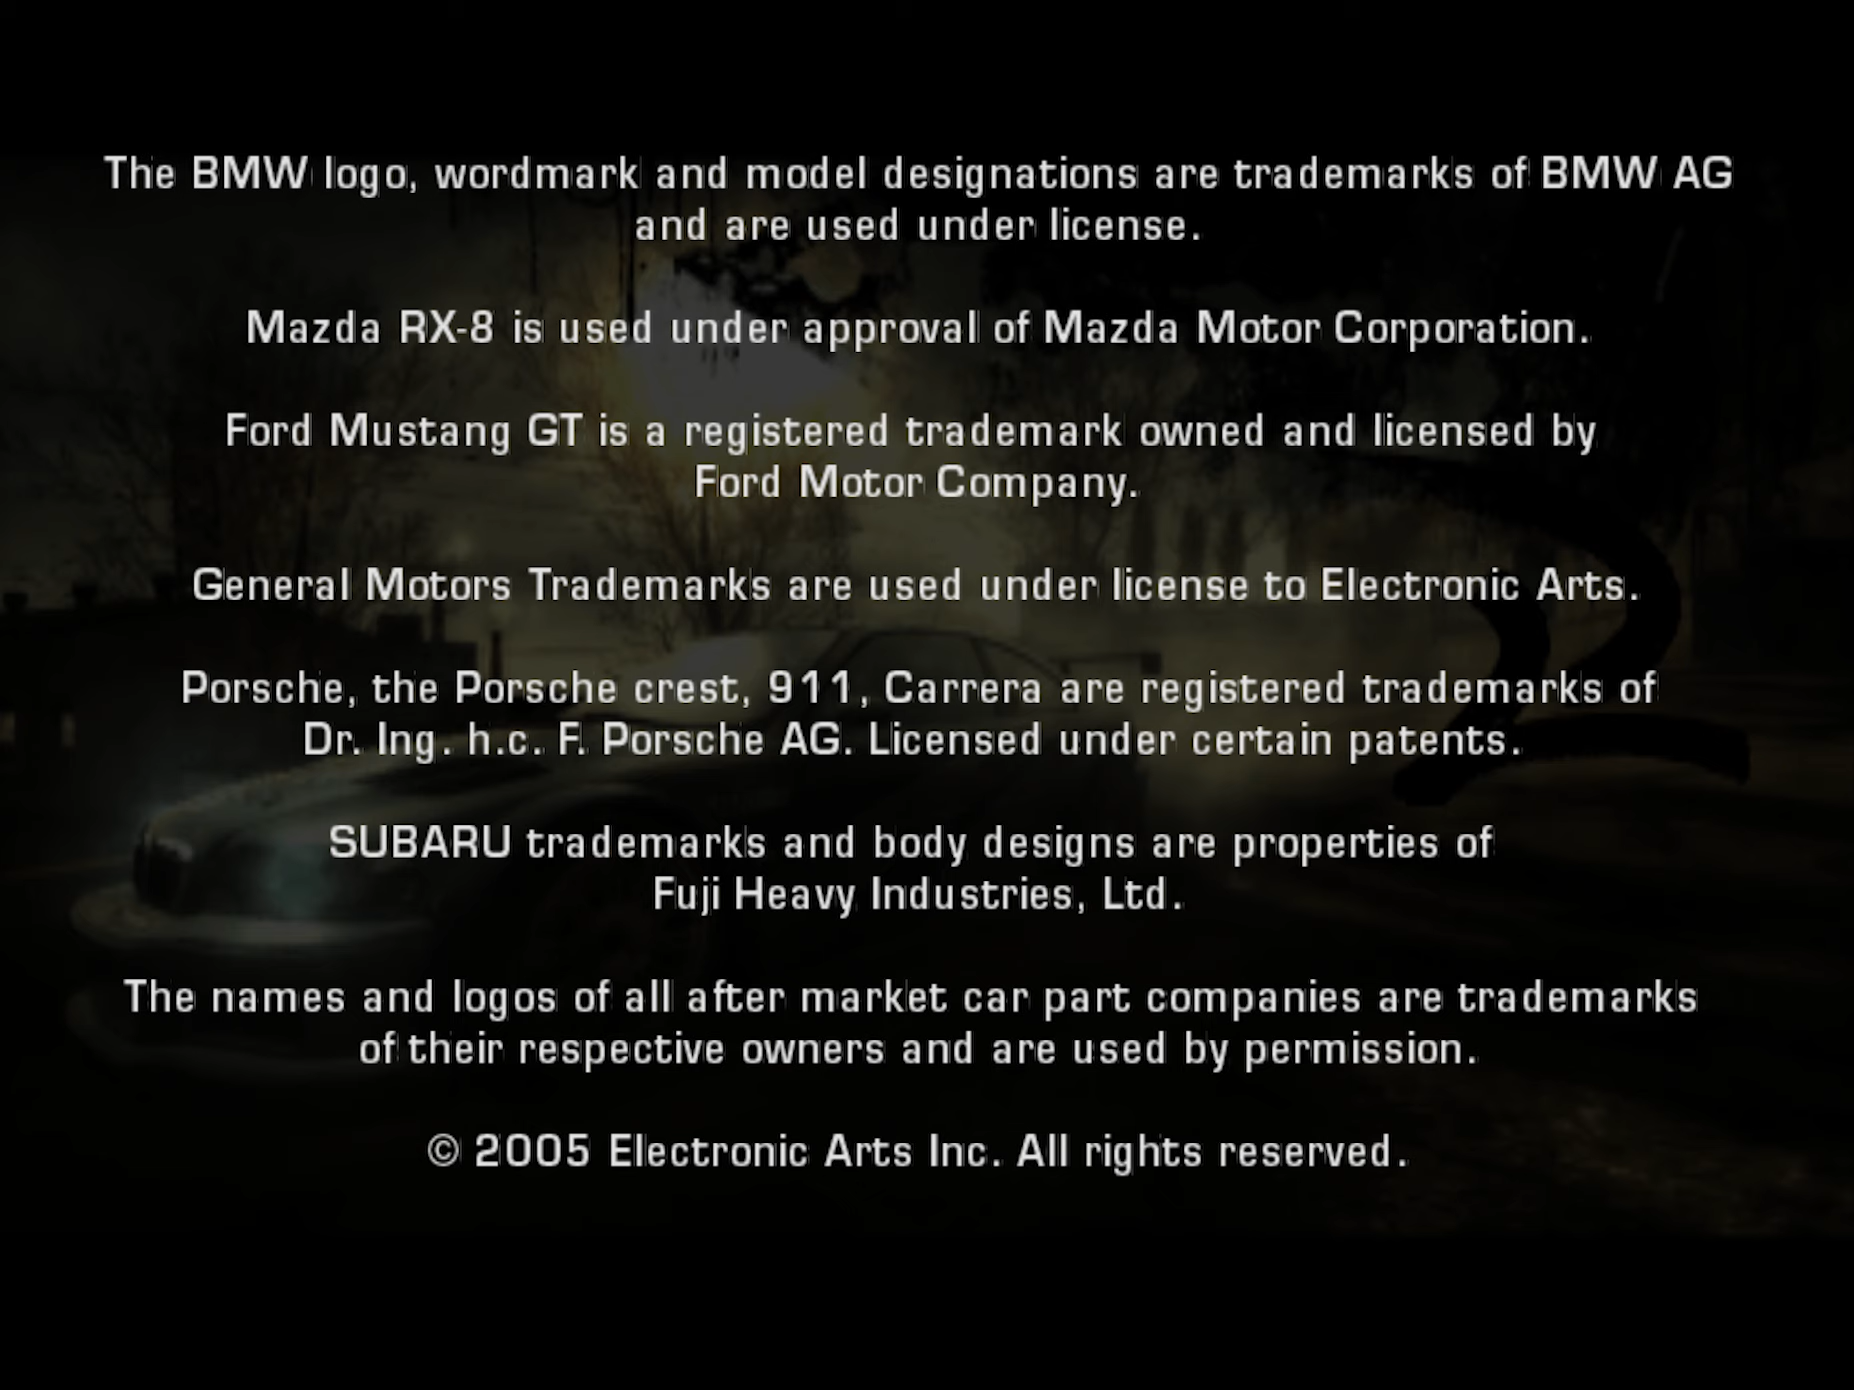 The BMW logo, wordmark and model designations are trademarks of BMW AG
and are used under license.
Mazda RX-8 is used under approval of Mazda Motor Corporation.
Ford Mustang GT is a registered trademark owned and licensed by
Ford Motor Company.
General Motors Trademarks are used under license to Electronic Arts.
Porsche, the Porsche crest, 911, Carrera are registered trademarks of
Dr. Ing. h.c. F. Porsche AG. Licensed under certain patents.
SUBARU trademarks and body designs are properties of
Fuji Heavy Industries, Ltd.
The names and logos of all after market car part companies are trademarks
of their respective owners and are used by permission.
© 2005 Electronic Arts Inc. All rights reserved.